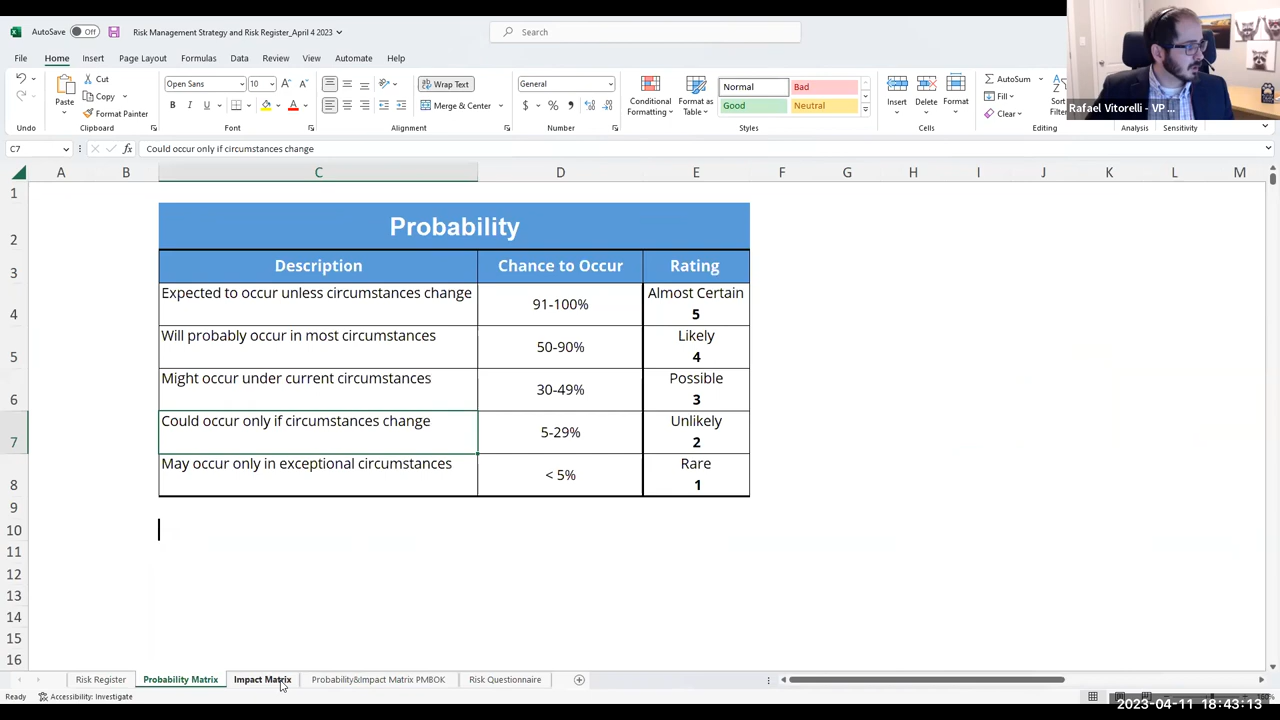 AutoSave Off Risk Management Strategy and Risk Register_April 4 2023 Search
File Home Insert Page Layout Formulas Data Review View Automate Help
Cut
Copy
Format Painter
Paste
Undo Clipboard
Open Sans 10
B I U
Font
Wrap Text
Merge & Center
Alignment
General
$ %
Number
Conditional Formatting
Format as Table
Normal Bad
Good Neutral
Styles
Insert Delete Format
Cells
AutoSum
Fill
Clear
Sort
Editing
Analysis Sensitivity
Rafael Vitorelli - VP ...
C7 fx Could occur only if circumstances change
A B C D E F G H I J K L M
1
2 Probability
3 Description Chance to Occur Rating
4 Expected to occur unless circumstances change 91-100% Almost Certain 5
5 Will probably occur in most circumstances 50-90% Likely 4
6 Might occur under current circumstances 30-49% Possible 3
7 Could occur only if circumstances change 5-29% Unlikely 2
8 May occur only in exceptional circumstances < 5% Rare 1
9
10
11
12
13
14
15
16
Risk Register Probability Matrix Impact Matrix Probability&Impact Matrix PMBOK Risk Questionnaire
Ready Accessibility: Investigate
2023-04-11 18:43:13